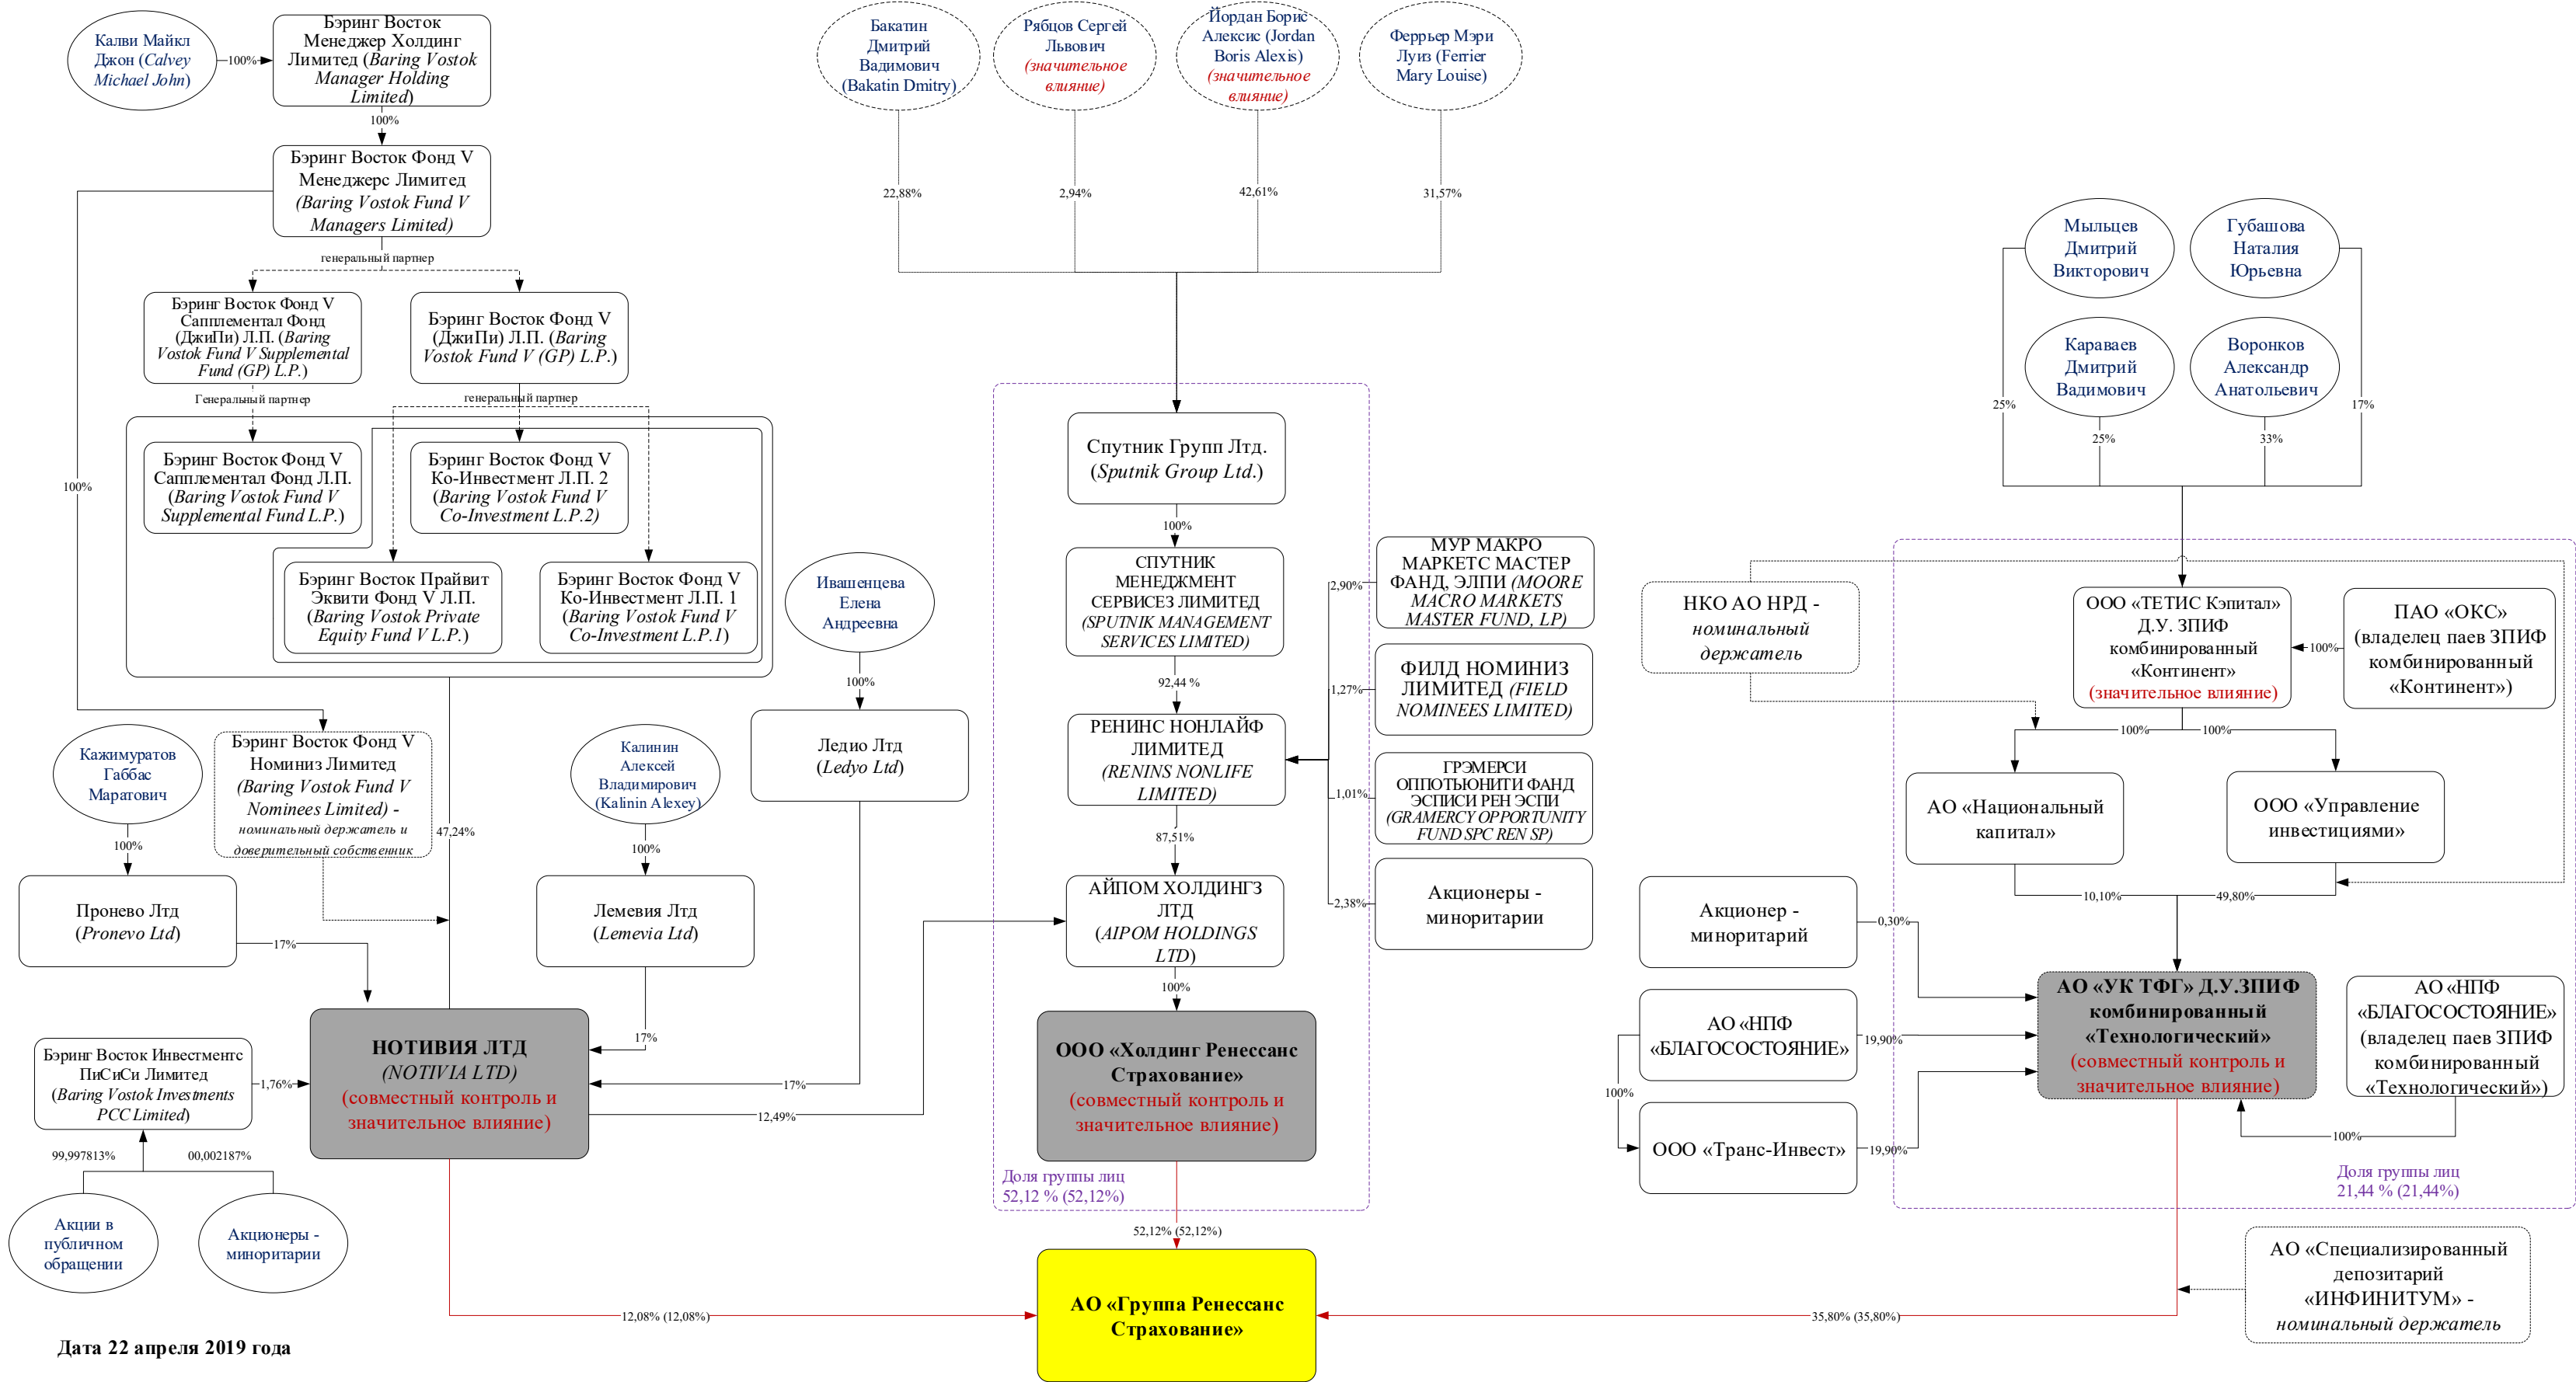 Калви Майкл
Джон (Calvey
Michael John)
100%
Бэринг Восток
Менеджер Холдинг
Лимитед (Baring Vostok
Manager Holding
Limited)
100%
Бэринг Восток Фонд V
Менеджерс Лимитед
(Baring Vostok Fund V
Managers Limited)
генеральный партнер
100%
Бэринг Восток Фонд V
Сапплементал Фонд
(ДжиПи) Л.П. (Baring
Vostok Fund V Supplemental
Fund (GP) L.P.)
Бэринг Восток Фонд V
(ДжиПи) Л.П. (Baring
Vostok Fund V (GP) L.P.)
Генеральный партнер
генеральный партнер
Бэринг Восток Фонд V
Сапплементал Фонд Л.П.
(Baring Vostok Fund V
Supplemental Fund L.P.)
Бэринг Восток Фонд V
Ко-Инвестмент Л.П. 2
(Baring Vostok Fund V
Co-Investment L.P.2)
Бэринг Восток Прайвит
Эквити Фонд V Л.П.
(Baring Vostok Private
Equity Fund V L.P.)
Бэринг Восток Фонд V
Ко-Инвестмент Л.П. 1
(Baring Vostok Fund V
Co-Investment L.P.1)
Кажимуратов
Габбас
Маратович
100%
Бэринг Восток Фонд V
Номиниз Лимитед
(Baring Vostok Fund V
Nominees Limited) -
номинальный держатель и
доверительный собственник
47,24%
Калинин
Алексей
Владимирович
(Kalinin Alexey)
100%
Ивашенцева
Елена
Андреевна
100%
Ледио Лтд
(Ledyo Ltd)
Пронево Лтд
(Pronevo Ltd)
17%
Лемевия Лтд
(Lemevia Ltd)
17%
17%
12,49%
НОТИВИЯ ЛТД
(NOTIVIA LTD)
(совместный контроль и
значительное влияние)
Бэринг Восток Инвестментс
ПиСиСи Лимитед
(Baring Vostok Investments
PCC Limited)
1,76%
99,997813%
00,002187%
Акции в
публичном
обращении
Акционеры -
миноритарии
12,08% (12,08%)
Дата 22 апреля 2019 года
Бакатин
Дмитрий
Вадимович
(Bakatin Dmitry)
Рябцов Сергей
Львович
(значительное
влияние)
Йордан Борис
Алексис (Jordan
Boris Alexis)
(значительное
влияние)
Феррьер Мэри
Луиз (Ferrier
Mary Louise)
22,88%
2,94%
42,61%
31,57%
Спутник Групп Лтд.
(Sputnik Group Ltd.)
100%
СПУТНИК
МЕНЕДЖМЕНТ
СЕРВИСЕЗ ЛИМИТЕД
(SPUTNIK MANAGEMENT
SERVICES LIMITED)
92,44 %
РЕНИНС НОНЛАЙФ
ЛИМИТЕД
(RENINS NONLIFE
LIMITED)
87,51%
АЙПОМ ХОЛДИНГЗ
ЛТД
(AIPOM HOLDINGS
LTD)
100%
ООО «Холдинг Ренессанс
Страхование»
(совместный контроль и
значительное влияние)
Доля группы лиц
52,12 % (52,12%)
52,12% (52,12%)
АО «Группа Ренессанс
Страхование»
2,90%
МУР МАКРО
МАРКЕТС МАСТЕР
ФАНД, ЭЛПИ (MOORE
MACRO MARKETS
MASTER FUND, LP)
1,27%
ФИЛД НОМИНИЗ
ЛИМИТЕД (FIELD
NOMINEES LIMITED)
1,01%
ГРЭМЕРСИ
ОППОТЬЮНИТИ ФАНД
ЭСПИСИ РЕН ЭСПИ
(GRAMERCY OPPORTUNITY
FUND SPC REN SP)
2,38%
Акционеры -
миноритарии
Мыльцев
Дмитрий
Викторович
Губашова
Наталия
Юрьевна
Караваев
Дмитрий
Вадимович
Воронков
Александр
Анатольевич
25%
17%
25%
33%
НКО АО НРД -
номинальный
держатель
ООО «ТЕТИС Кэпитал»
Д.У. ЗПИФ
комбинированный
«Континент»
(значительное влияние)
100%
ПАО «ОКС»
(владелец паев ЗПИФ
комбинированный
«Континент»)
100%
100%
АО «Национальный
капитал»
ООО «Управление
инвестициями»
10,10%
49,80%
Акционер -
миноритарий
0,30%
АО «НПФ
«БЛАГОСОСТОЯНИЕ»
19,90%
100%
ООО «Транс-Инвест»
19,90%
АО «УК ТФГ» Д.У.ЗПИФ
комбинированный
«Технологический»
(совместный контроль и
значительное влияние)
АО «НПФ
«БЛАГОСОСТОЯНИЕ»
(владелец паев ЗПИФ
комбинированный
«Технологический»)
100%
Доля группы лиц
21,44 % (21,44%)
АО «Специализированный
депозитарий
«ИНФИНИТУМ» -
номинальный держатель
35,80% (35,80%)